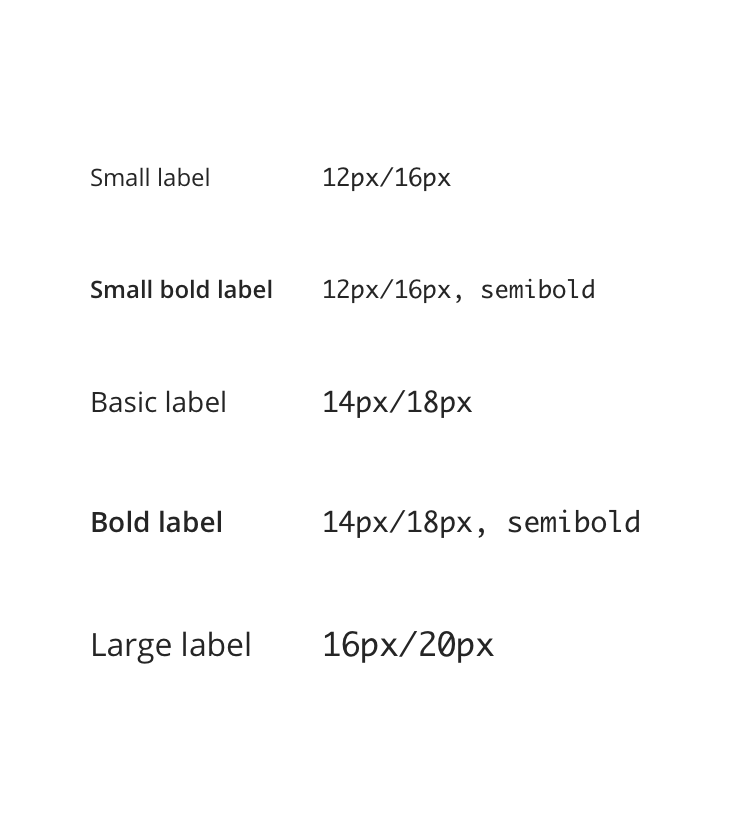 Small label 12px/16px
Small bold label 12px/16px, semibold
Basic label 14px/18px
Bold label 14px/18px, semibold
Large label 16px/20px